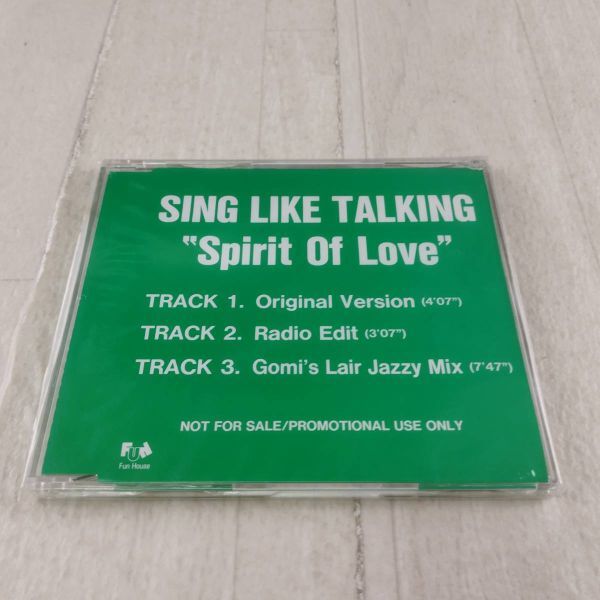 SING LIKE TALKING
"Spirit Of Love"
TRACK 1. Original Version (4'07")
TRACK 2. Radio Edit (3'07")
TRACK 3. Gomi's Lair Jazzy Mix (7'47")
NOT FOR SALE/PROMOTIONAL USE ONLY
FUN
Fun House